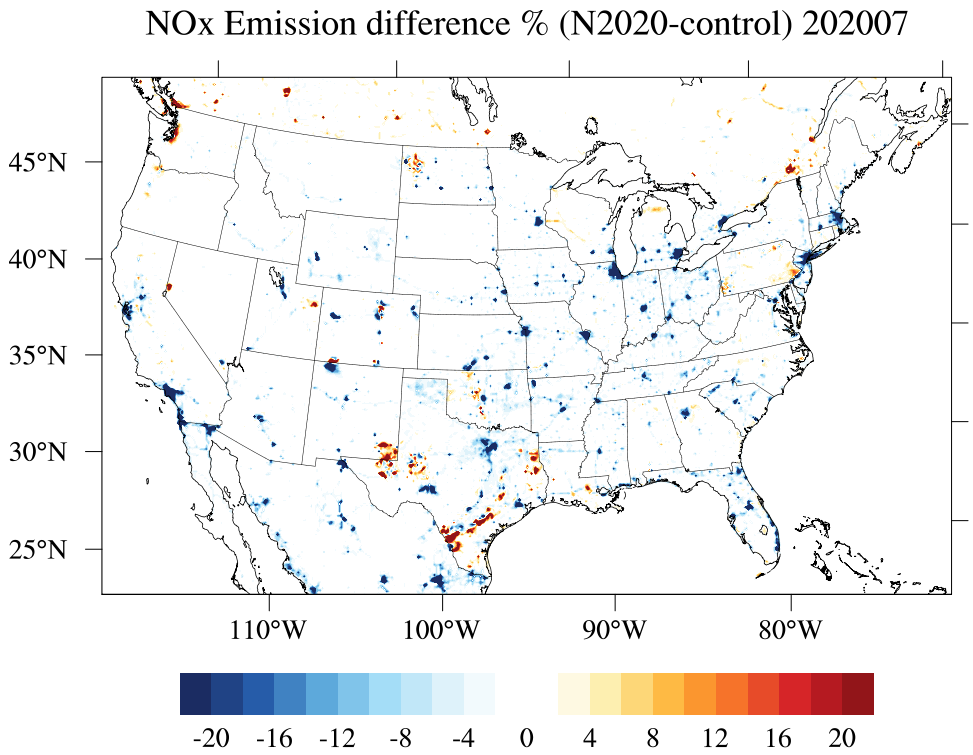 NOx Emission difference % (N2020-control) 202007
45°N
40°N
35°N
30°N
25°N
110°W 100°W 90°W 80°W
-20 -16 -12 -8 -4 0 4 8 12 16 20